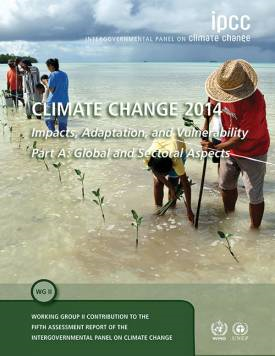 ipcc
INTERGOVERNMENTAL PANEL ON climate change
CLIMATE CHANGE 2014
Impacts, Adaptation, and Vulnerability
Part A: Global and Sectoral Aspects
WG II
WORKING GROUP II CONTRIBUTION TO THE
FIFTH ASSESSMENT REPORT OF THE
INTERGOVERNMENTAL PANEL ON CLIMATE CHANGE
WMO UNEP